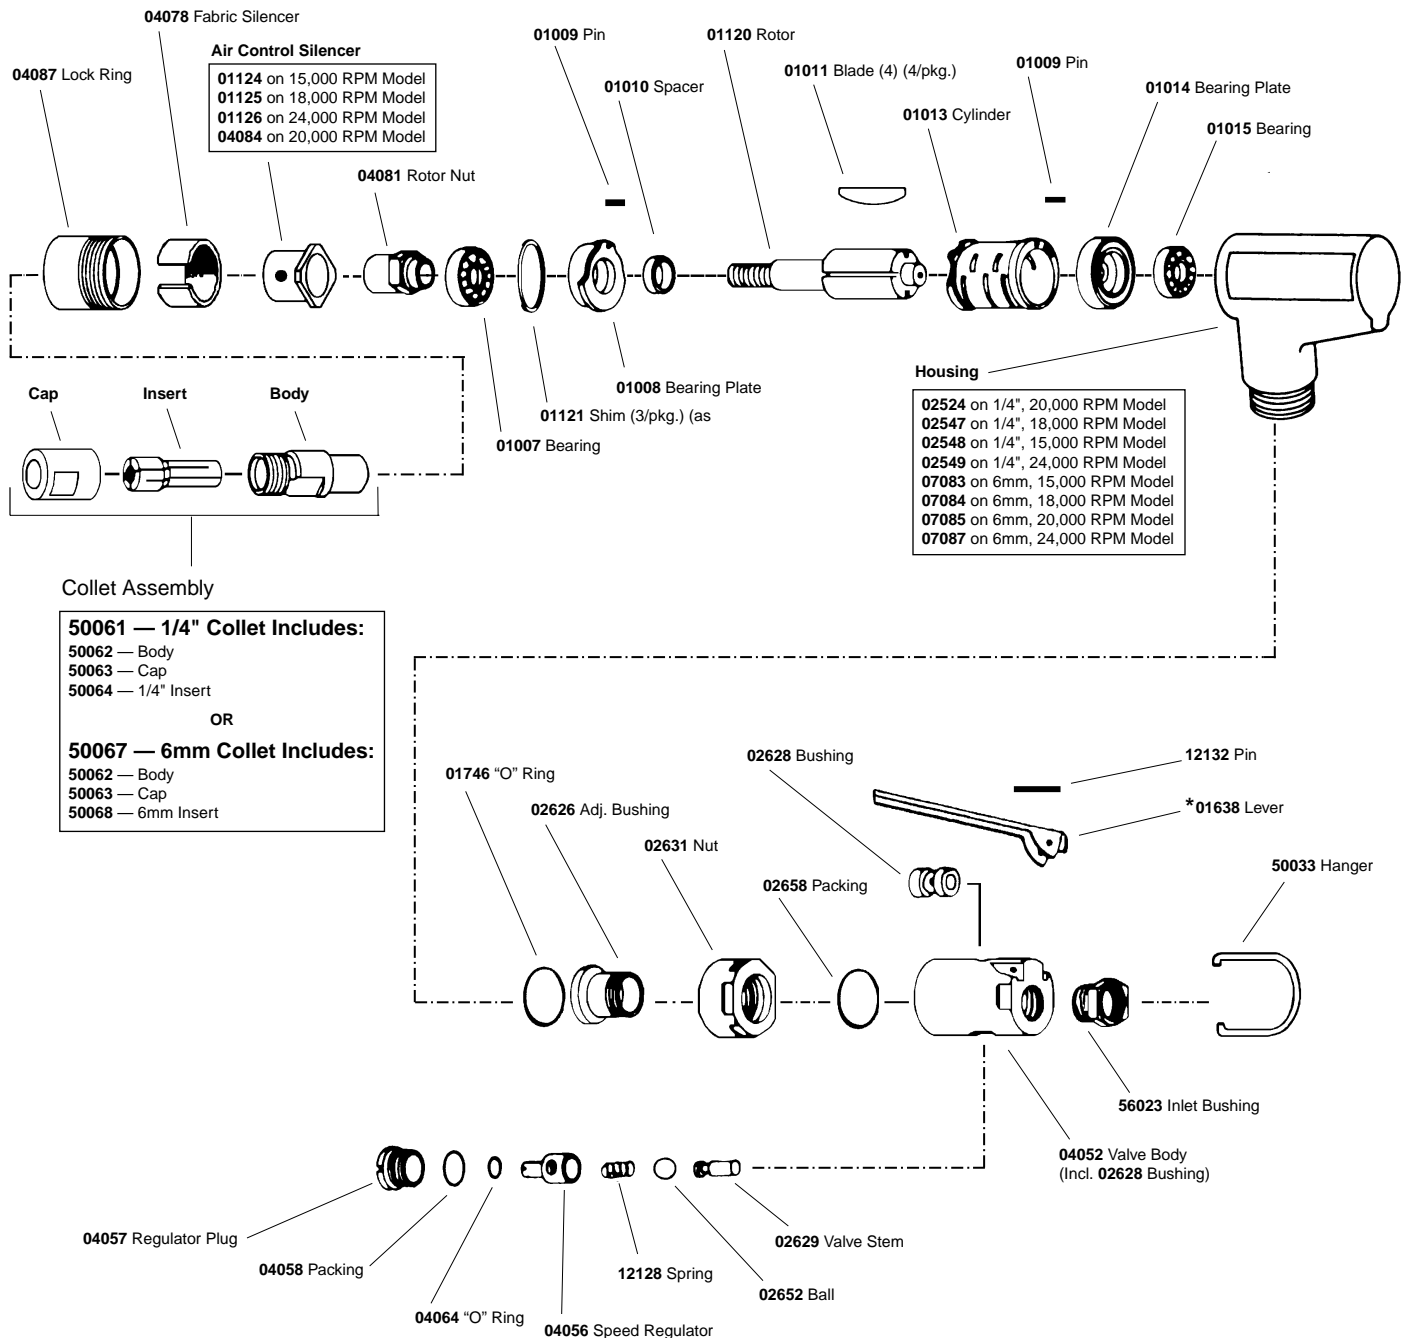 04078 Fabric Silencer
04087 Lock Ring
Air Control Silencer
01124 on 15,000 RPM Model
01125 on 18,000 RPM Model
01126 on 24,000 RPM Model
04084 on 20,000 RPM Model
04081 Rotor Nut
01009 Pin
01010 Spacer
01120 Rotor
01011 Blade (4) (4/pkg.)
01013 Cylinder
01009 Pin
01014 Bearing Plate
01015 Bearing
01008 Bearing Plate
01121 Shim (3/pkg.) (as
01007 Bearing
Housing
02524 on 1/4", 20,000 RPM Model
02547 on 1/4", 18,000 RPM Model
02548 on 1/4", 15,000 RPM Model
02549 on 1/4", 24,000 RPM Model
07083 on 6mm, 15,000 RPM Model
07084 on 6mm, 18,000 RPM Model
07085 on 6mm, 20,000 RPM Model
07087 on 6mm, 24,000 RPM Model
Cap
Insert
Body
Collet Assembly
50061 — 1/4" Collet Includes:
50062 — Body
50063 — Cap
50064 — 1/4" Insert
OR
50067 — 6mm Collet Includes:
50062 — Body
50063 — Cap
50068 — 6mm Insert
01746 “O” Ring
02626 Adj. Bushing
02631 Nut
02628 Bushing
02658 Packing
12132 Pin
*01638 Lever
50033 Hanger
56023 Inlet Bushing
04052 Valve Body
(Incl. 02628 Bushing)
04057 Regulator Plug
04058 Packing
04064 “O” Ring
04056 Speed Regulator
12128 Spring
02652 Ball
02629 Valve Stem